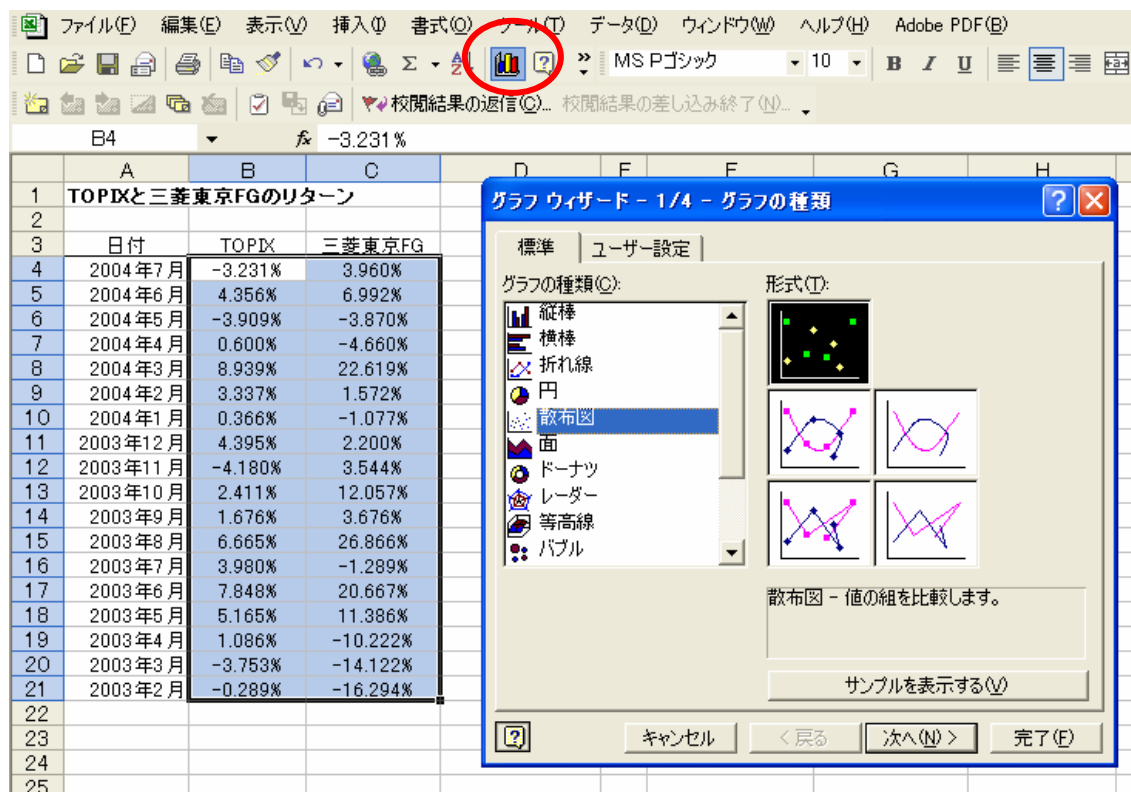 ファイル(F) 編集(E) 表示(V) 挿入(I) 書式(O) ツール(T) データ(D) ウィンドウ(W) ヘルプ(H) Adobe PDF(B)
MS Pゴシック 10 B I U
校閲結果の返信(C)... 校閲結果の差し込み終了(N)...
B4 fx -3.231%
A B C D E F G H
1 TOPIXと三菱東京FGのリターン
2
3 日付 TOPIX 三菱東京FG
4 2004年7月 -3.231% 3.960%
5 2004年6月 4.356% 6.992%
6 2004年5月 -3.909% -3.870%
7 2004年4月 0.600% -4.660%
8 2004年3月 8.939% 22.619%
9 2004年2月 3.337% 1.572%
10 2004年1月 0.366% -1.077%
11 2003年12月 4.395% 2.200%
12 2003年11月 -4.180% 3.544%
13 2003年10月 2.411% 12.057%
14 2003年9月 1.676% 3.676%
15 2003年8月 6.665% 26.866%
16 2003年7月 3.980% -1.289%
17 2003年6月 7.848% 20.667%
18 2003年5月 5.165% 11.386%
19 2003年4月 1.086% -10.222%
20 2003年3月 -3.753% -14.122%
21 2003年2月 -0.289% -16.294%
22
23
24
25
グラフ ウィザード - 1/4 - グラフの種類
標準 ユーザー設定
グラフの種類(C):
縦棒
横棒
折れ線
円
散布図
面
ドーナツ
レーダー
等高線
バブル
形式(T):
散布図 - 値の組を比較します。
サンプルを表示する(V)
キャンセル < 戻る 次へ(N) > 完了(F)